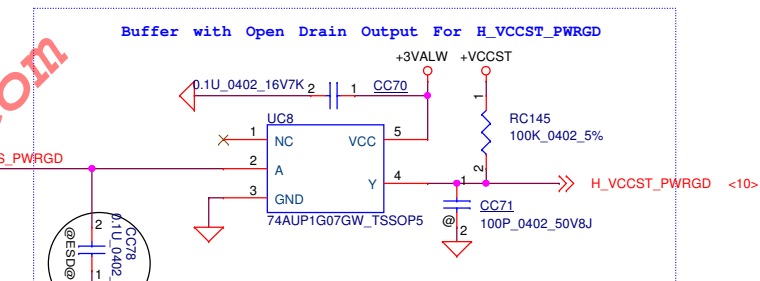 Buffer with Open Drain Output For H_VCCST_PWRGD
+3VALW +VCCST
0.1U_0402_16V7K 2 1 CC70
1
RC145
100K_0402_5%
2
UC8
1 NC VCC 5
2 A
Y 4
3 GND
74AUP1G07GW_TSSOP5
S_PWRGD
H_VCCST_PWRGD <10>
1
CC71
100P_0402_50V8J
@
2
2
CC78
0.1U_0402_
@ESD@
1
com